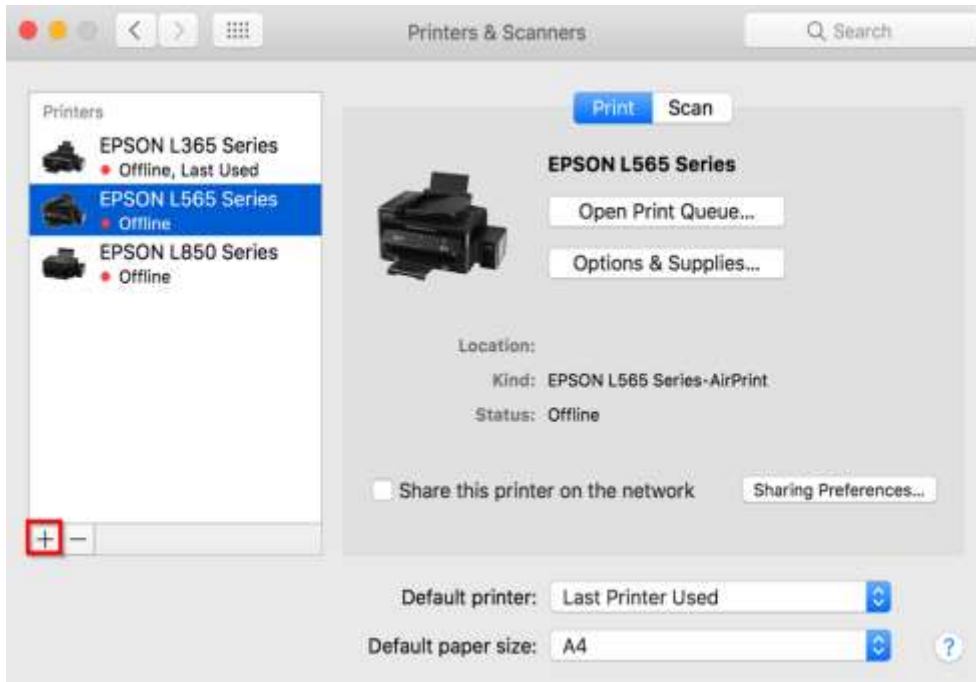 Printers & Scanners
Search
Printers
EPSON L365 Series
Offline, Last Used
EPSON L565 Series
Offline
EPSON L850 Series
Offline
+ −
Print Scan
EPSON L565 Series
Open Print Queue...
Options & Supplies...
Location:
Kind: EPSON L565 Series-AirPrint
Status: Offline
Share this printer on the network
Sharing Preferences...
Default printer: Last Printer Used
Default paper size: A4
?